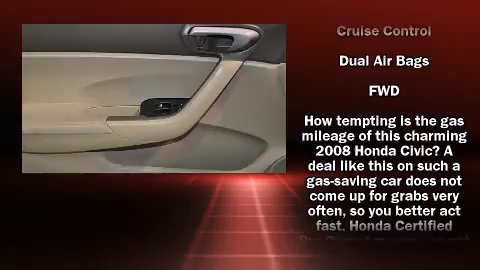 Cruise Control
Dual Air Bags
FWD
How tempting is the gas
mileage of this charming
2008 Honda Civic? A
deal like this on such a
gas-saving car does not
come up for grabs very
often, so you better act
fast. Honda Certified